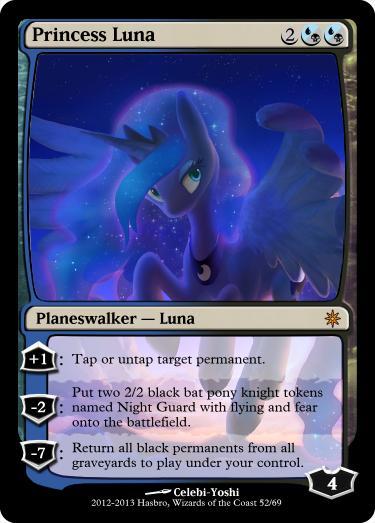 Princess Luna 2
Planeswalker — Luna
+1: Tap or untap target permanent.
Put two 2/2 black bat pony knight tokens
-2: named Night Guard with flying and fear
onto the battlefield.
-7: Return all black permanents from all
graveyards to play under your control.
4
Celebi-Yoshi
2012-2013 Hasbro, Wizards of the Coast 52/69